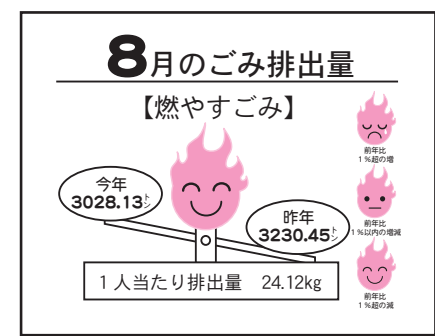 8月のごみ排出量
【燃やすごみ】
今年
3028.13㌧
昨年
3230.45㌧
1人当たり排出量 24.12kg
前年比
1%超の増
前年比
1%以内の増減
前年比
1%超の減